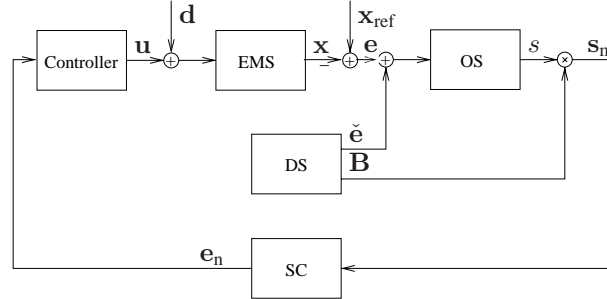 d
x_ref
u
x
e
s
s_n
Controller
+
EMS
−
+
+
OS
×
ě
B
DS
e_n
SC